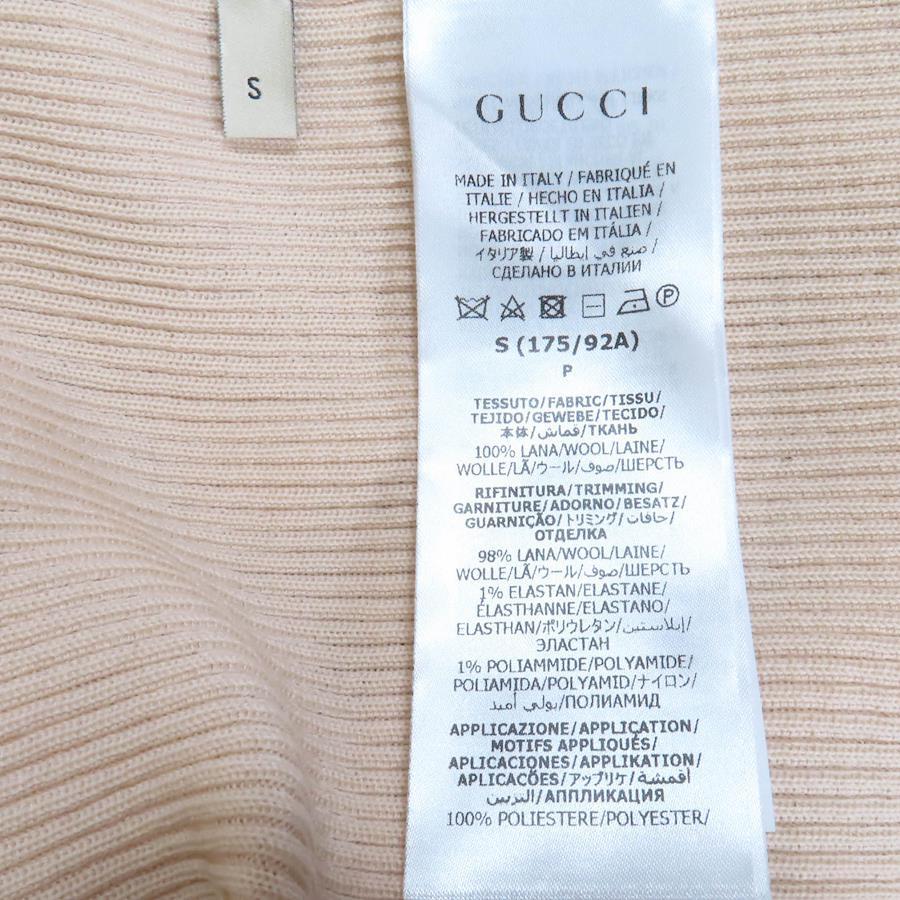 S
GUCCI
MADE IN ITALY / FABRIQUÉ EN
ITALIE / HECHO EN ITALIA /
HERGESTELLT IN ITALIEN /
FABRICADO EM ITÁLIA /
イタリア製 / صنع في إيطاليا /
СДЕЛАНО В ИТАЛИИ
P
S (175/92A)
P
TESSUTO/FABRIC/TISSU/
TEJIDO/GEWEBE/TECIDO/
本体/قماش/ТКАНЬ
100% LANA/WOOL/LAINE/
WOLLE/LÃ/ウール/صوف/ШЕРСТЬ
RIFINITURA/TRIMMING/
GARNITURE/ADORNO/BESATZ/
GUARNIÇÃO/トリミング/حافات/
ОТДЕЛКА
98% LANA/WOOL/LAINE/
WOLLE/LÃ/ウール/صوف/ШЕРСТЬ
1% ELASTAN/ELASTANE/
ÉLASTHANNE/ELASTANO/
ELASTHAN/ポリウレタン/إيلاستين/
ЭЛАСТАН
1% POLIAMMIDE/POLYAMIDE/
POLIAMIDA/POLYAMID/ナイロン/
بولي أميد/ПОЛИАМИД
APPLICAZIONE/APPLICATION/
MOTIFS APPLIQUÉS/
APLICACIONES/APPLIKATION/
APLICAÇÕES/アップリケ/أقمشة
التزيين/АППЛИКАЦИЯ
100% POLIESTERE/POLYESTER/